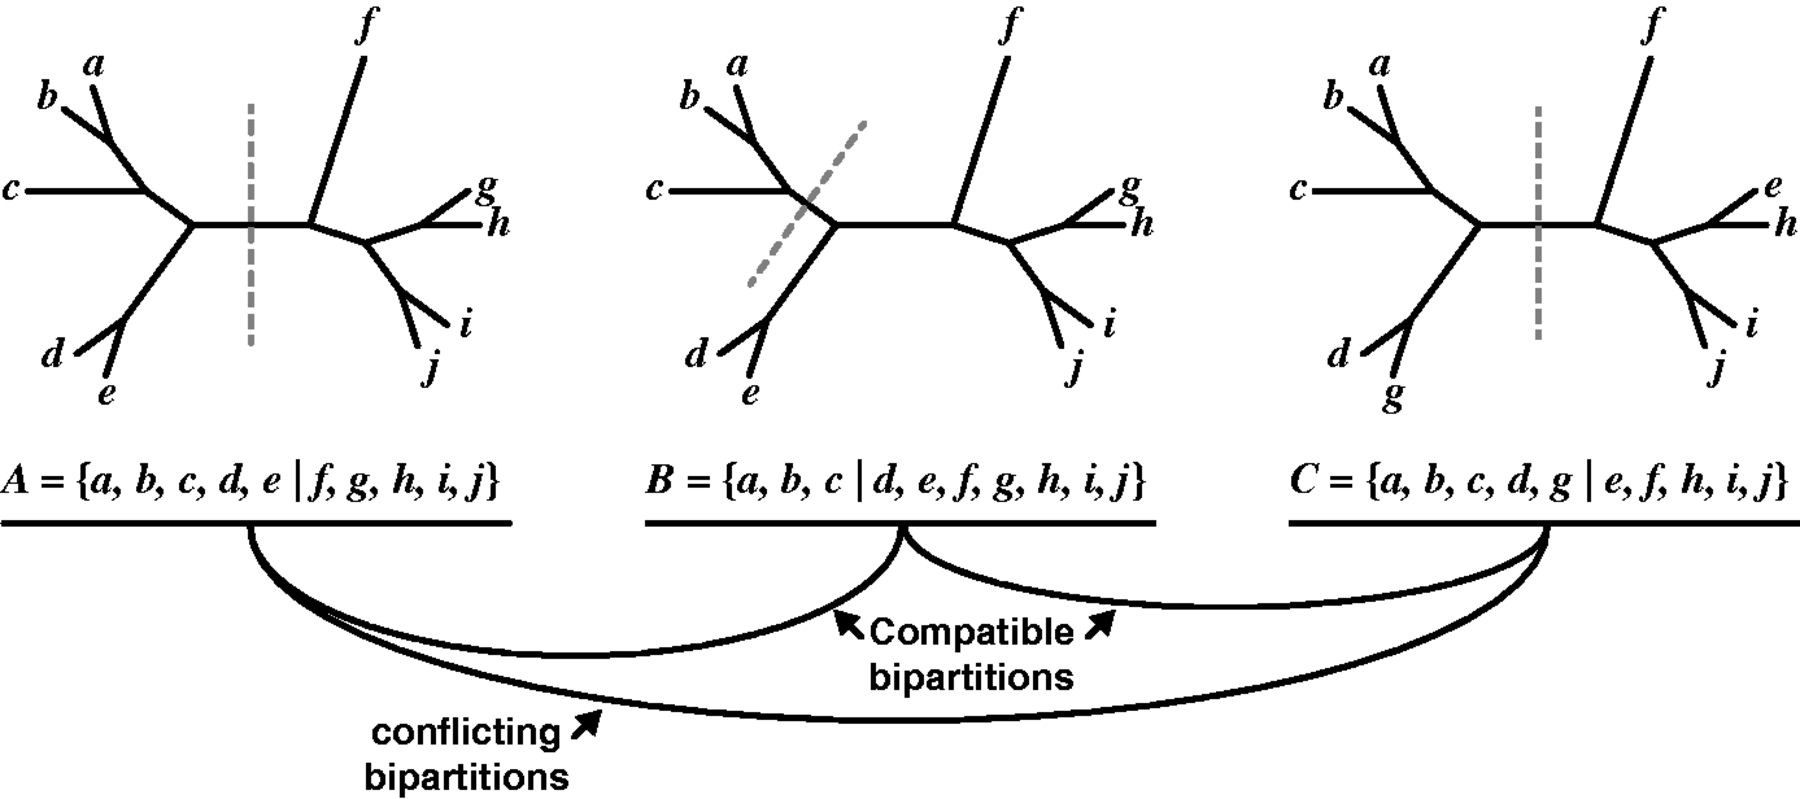 f f f
a a a
b b b
c c c
g g e
h h h
i i i
d d d
j j j
e e g
A = {a, b, c, d, e | f, g, h, i, j} B = {a, b, c | d, e, f, g, h, i, j} C = {a, b, c, d, g | e, f, h, i, j}
Compatible
bipartitions
conflicting
bipartitions